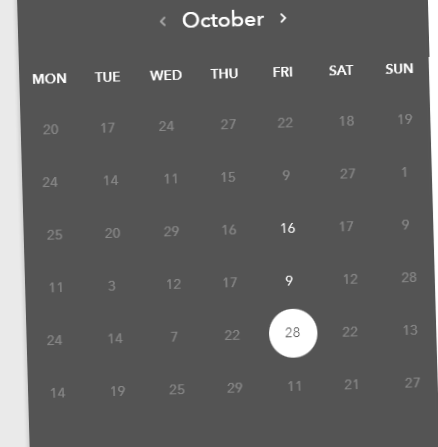 ‹ October ›
MON TUE WED THU FRI SAT SUN
20 17 24 27 22 18 19
24 14 11 15 9 27 1
25 20 29 16 16 17 9
11 3 12 17 9 12 28
24 14 7 22 28 22 13
14 19 25 29 11 21 27